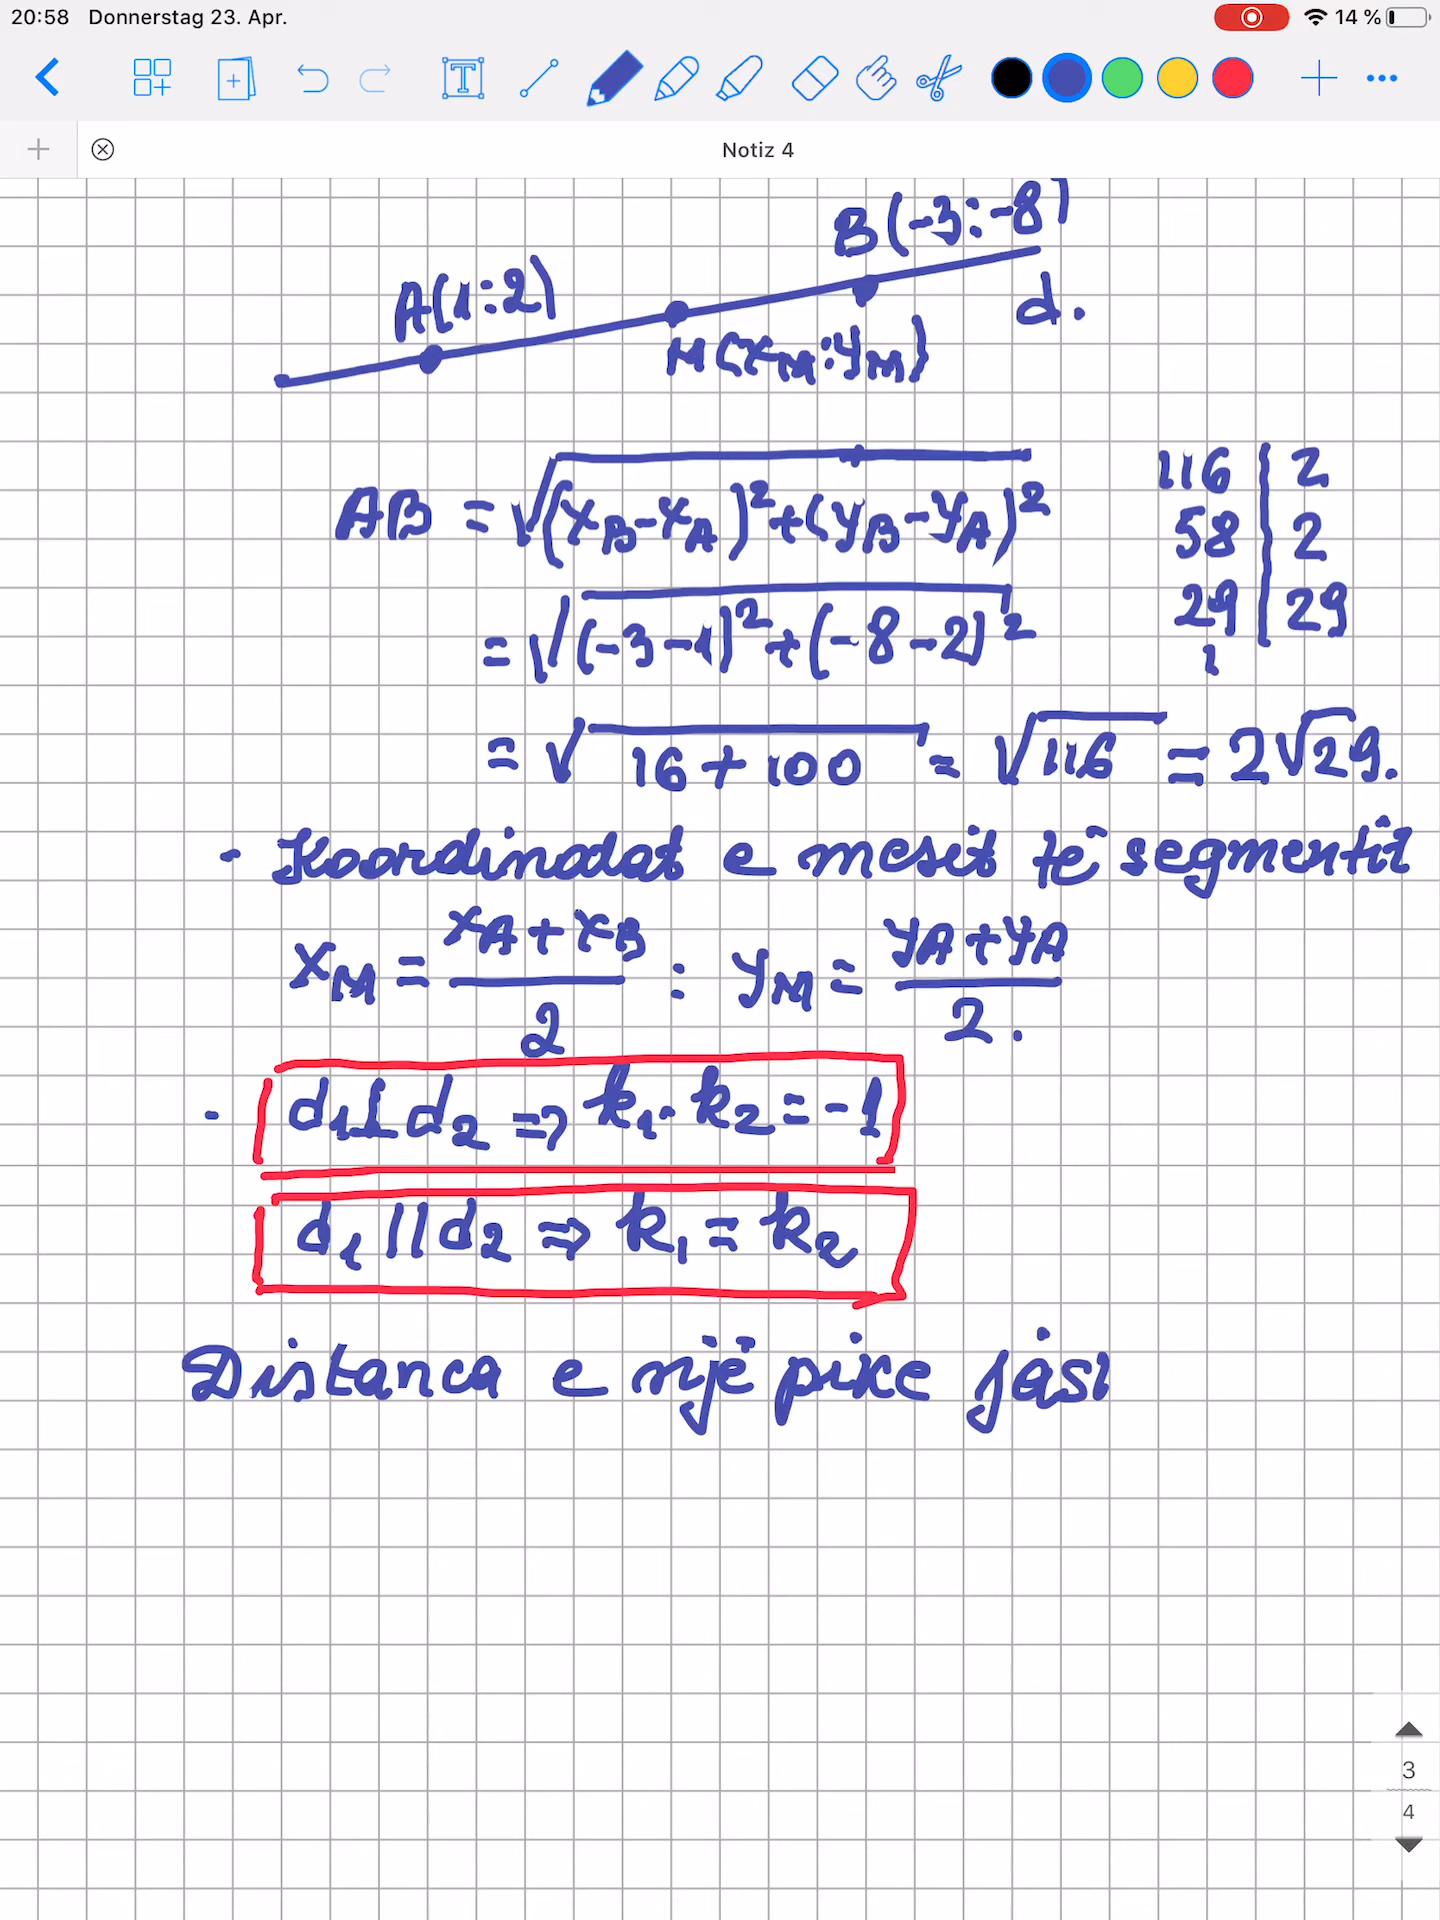 20:58 Donnerstag 23. Apr. 14 %
Notiz 4
B(-3:-8)
A(1:2)
d.
M(xM:yM)
AB = √(xB-xA)²+(yB-yA)²
= √(-3-1)²+(-8-2)²
= √16+100 = √116 = 2√29.
116 | 2
58 | 2
29 | 29
1
- Koordinatat e mesit të segmentit
xM = xA+xB / 2 : yM = yA+yA / 2.
- d1⊥d2 ⇒ k1·k2=-1
d1||d2 ⇒ k1=k2
Distanca e një pike jasi
3
4